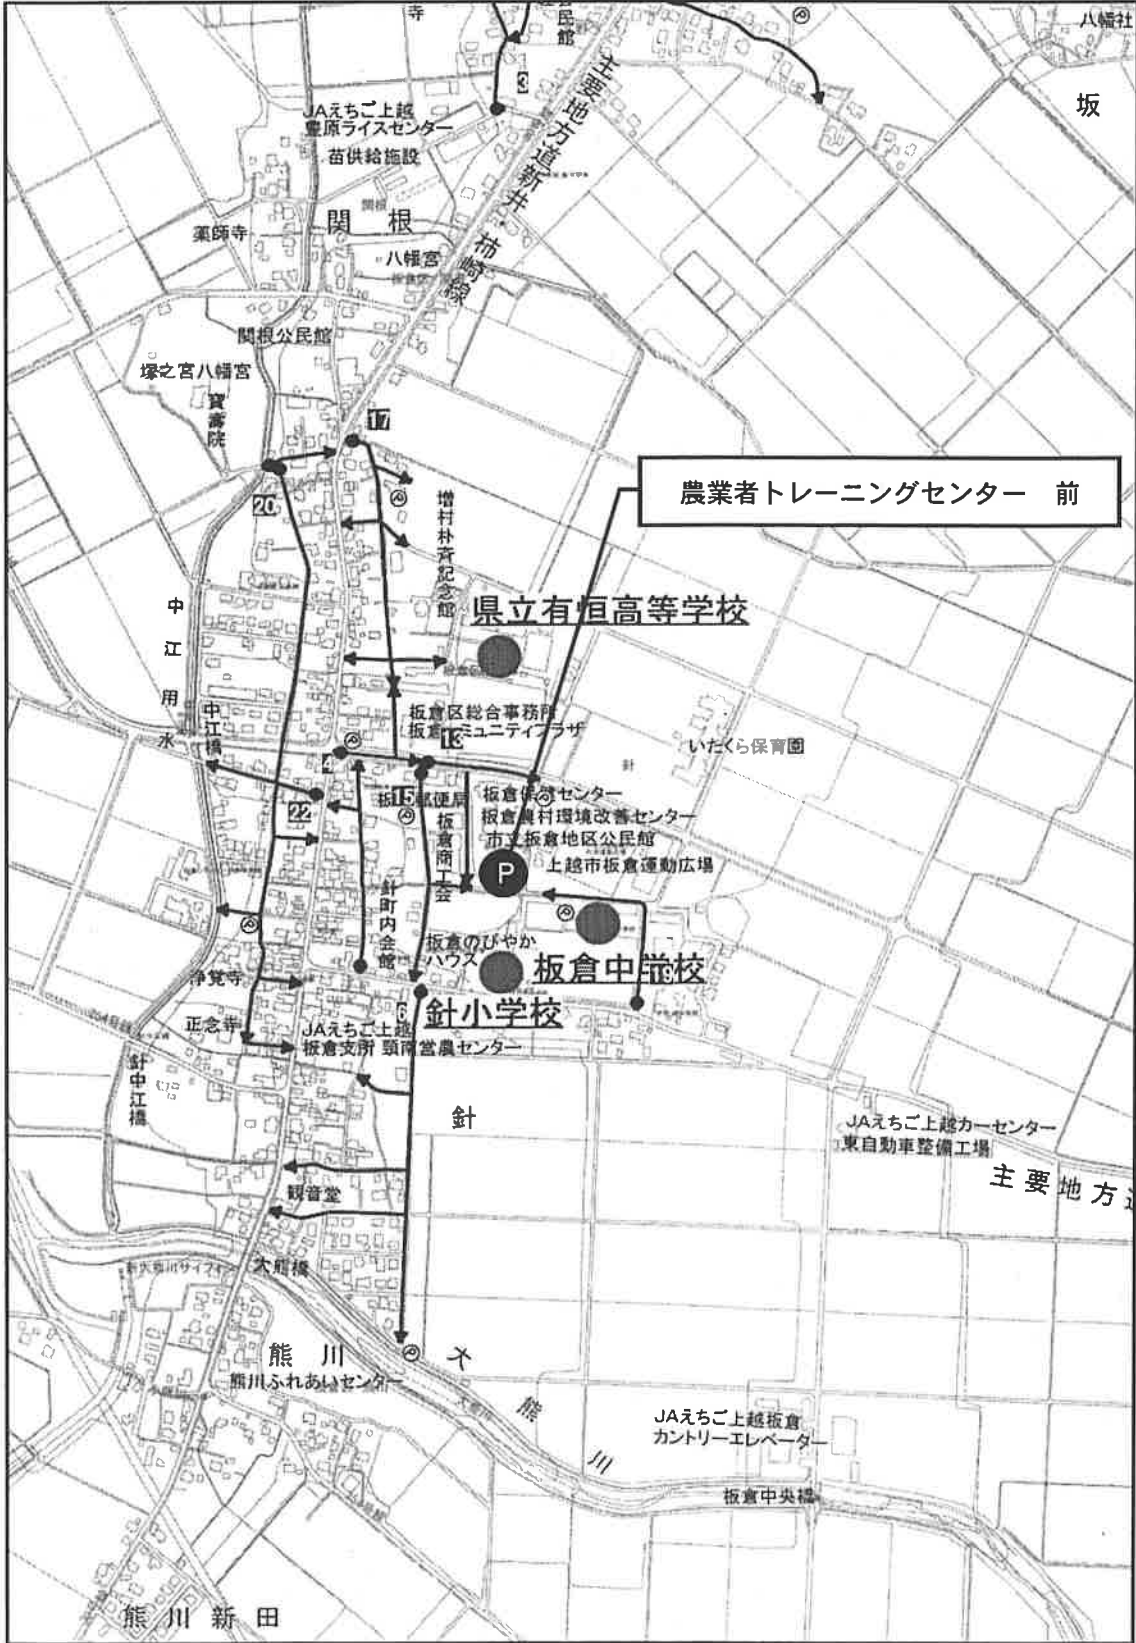 寺
公民館
八幡社
3
主要地方道新井・柿崎線
坂
JAえちご上越
豊原ライスセンター
苗供給施設
関根
関根
薬師寺
八幡宮
関根公民館
塚之宮八幡宮
寶壽院
17
20
農業者トレーニングセンター 前
増村朴斉記念館
県立有恒高等学校
中江用水
中江橋
板倉区総合事務所
板倉コミュニティプラザ
13
いたくら保育園
針
4
22
板倉郵便局
15
板倉保健センター
板倉農村環境改善センター
市立板倉地区公民館
上越市板倉運動広場
板倉商工会
P
針町内会館
板倉のびやか
ハウス
板倉中学校
18
浄覚寺
6
針小学校
正念寺
JAえちご上越
板倉支所 頸南営農センター
針中江橋
針
JAえちご上越カーセンター
東自動車整備工場
主要地方道
観音堂
大熊橋
熊川
熊川ふれあいセンター
大熊川
JAえちご上越板倉
カントリーエレベーター
板倉中央橋
熊川新田